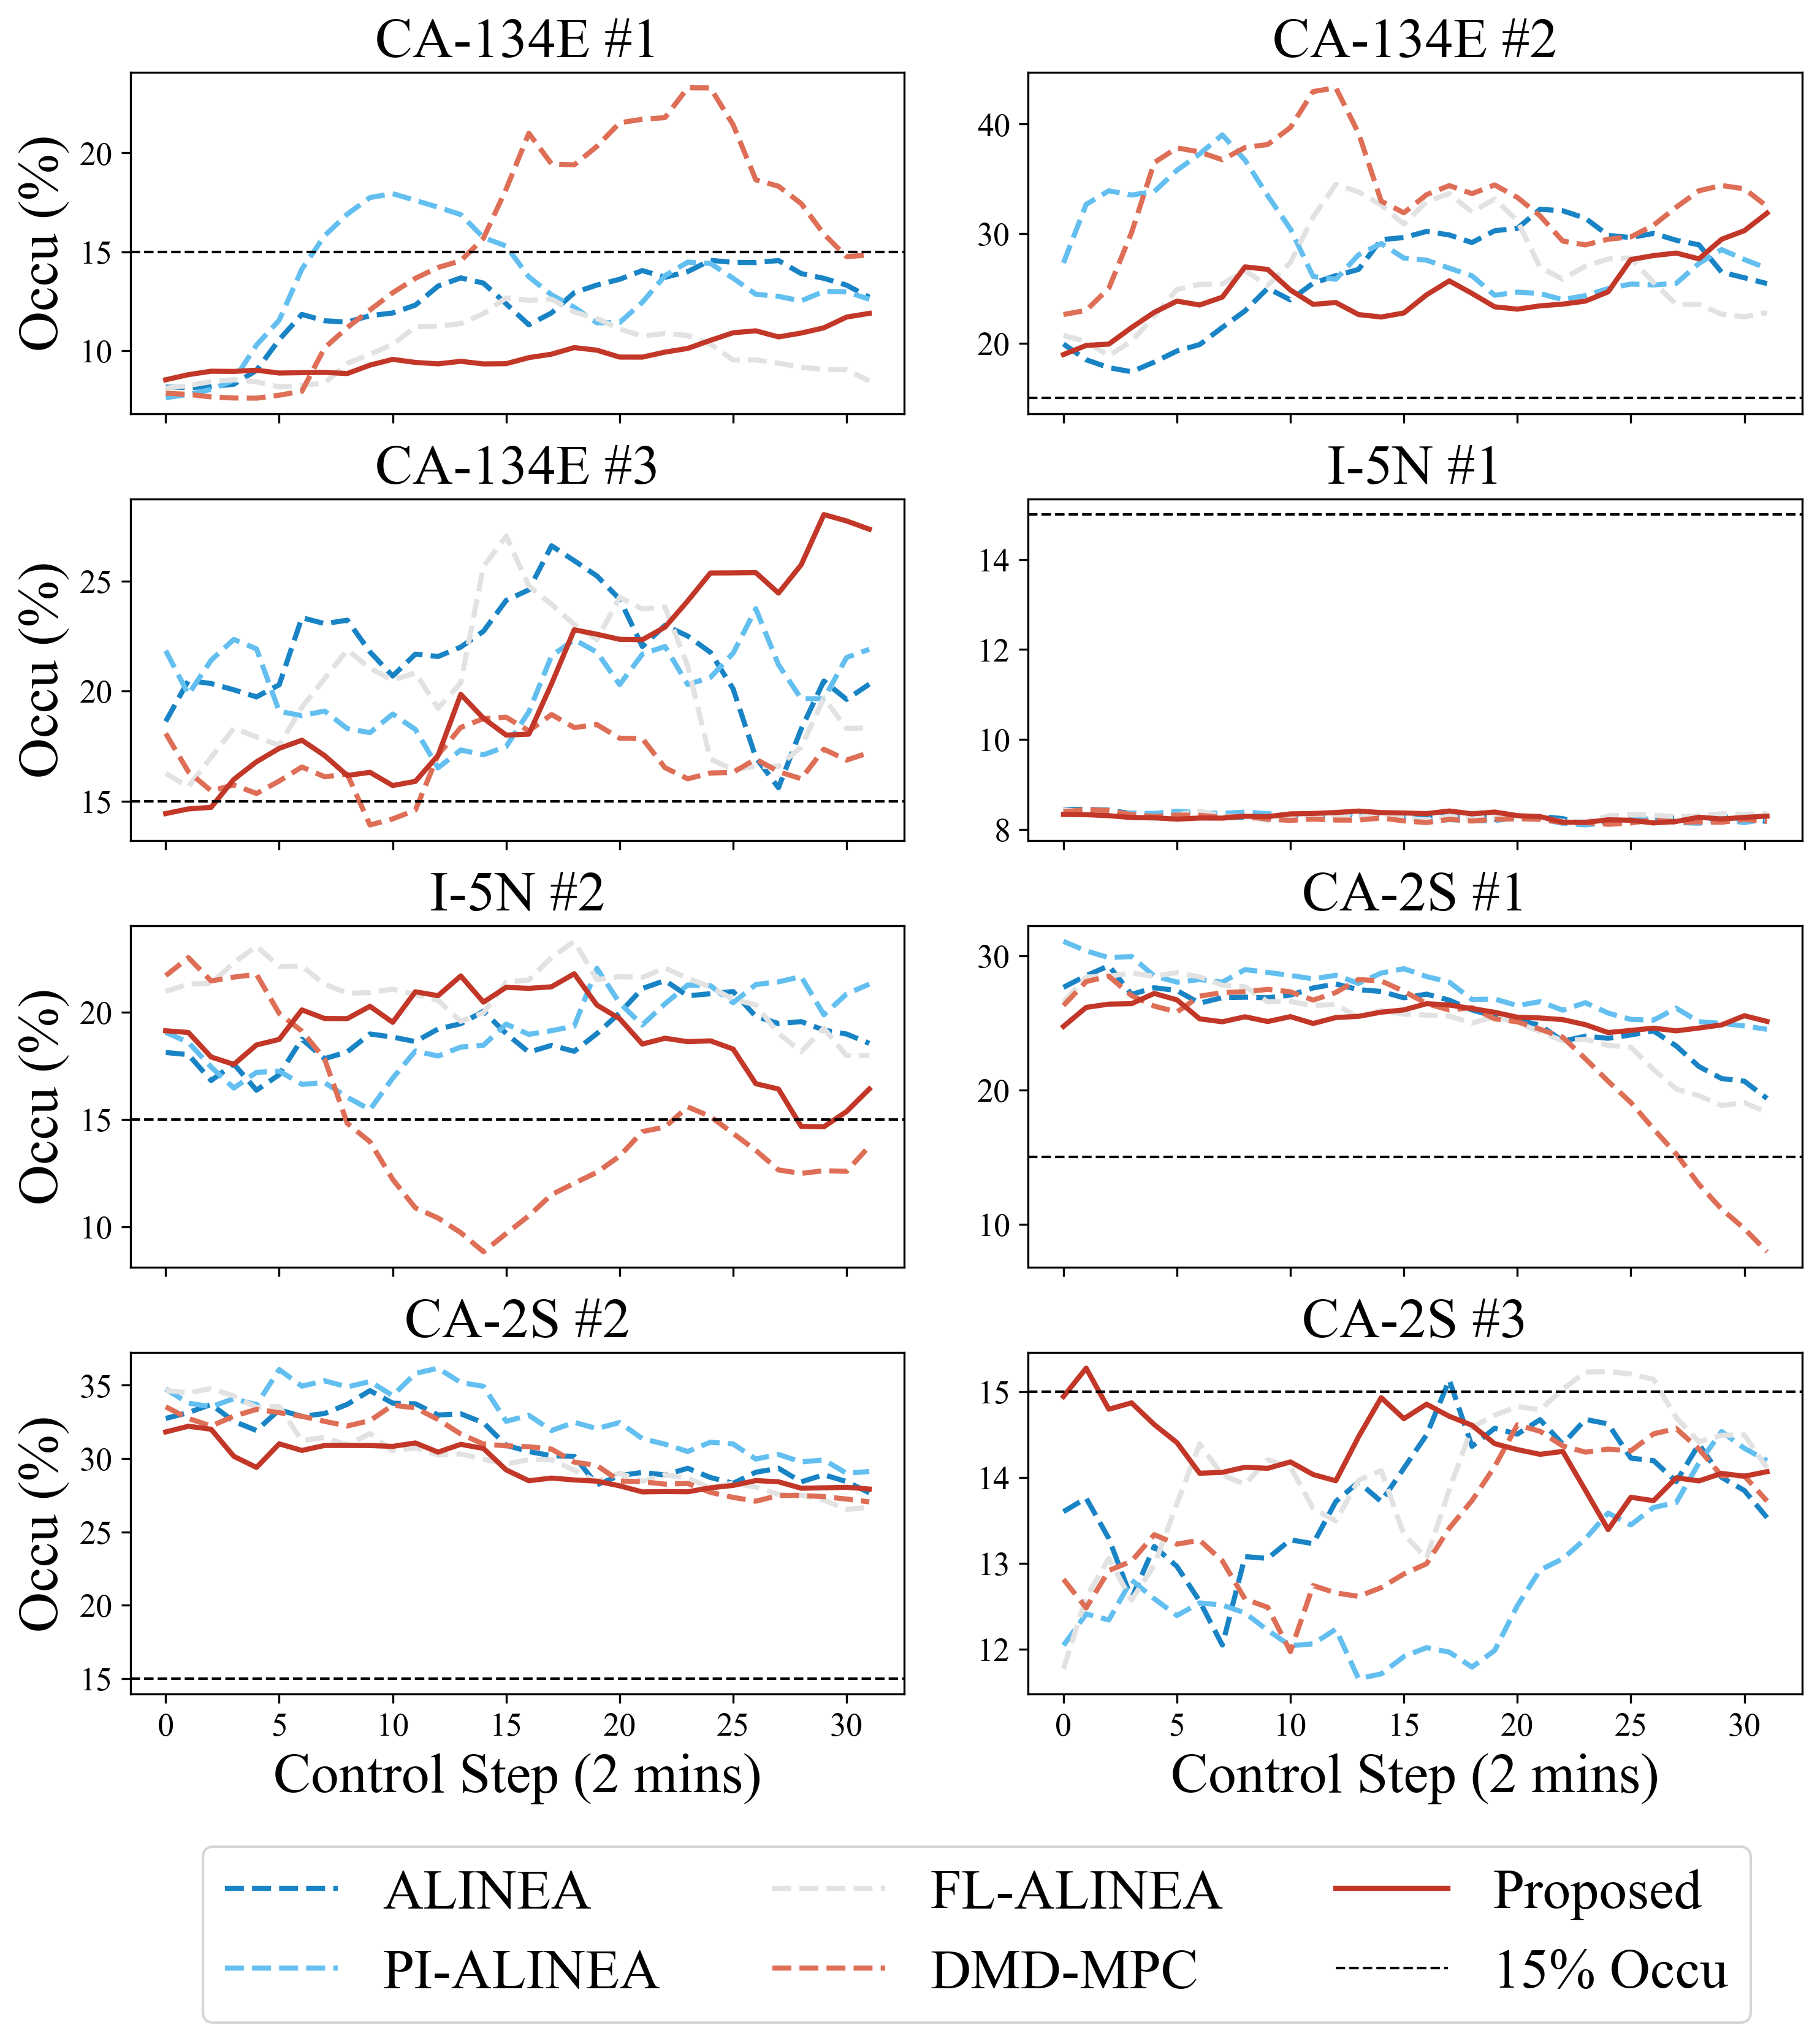 CA-134E #1
CA-134E #2
Occu (%)
20
15
10
40
30
20
CA-134E #3
I-5N #1
Occu (%)
25
20
15
14
12
10
8
I-5N #2
CA-2S #1
Occu (%)
20
15
10
30
20
10
CA-2S #2
CA-2S #3
Occu (%)
35
30
25
20
15
15
14
13
12
0 5 10 15 20 25 30
0 5 10 15 20 25 30
Control Step (2 mins)
Control Step (2 mins)
ALINEA
FL-ALINEA
Proposed
PI-ALINEA
DMD-MPC
15% Occu